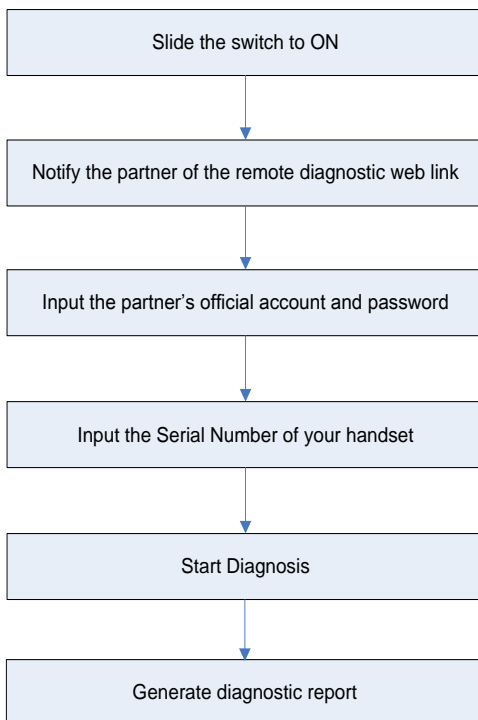 Slide the switch to ON
Notify the partner of the remote diagnostic web link
Input the partner’s official account and password
Input the Serial Number of your handset
Start Diagnosis
Generate diagnostic report